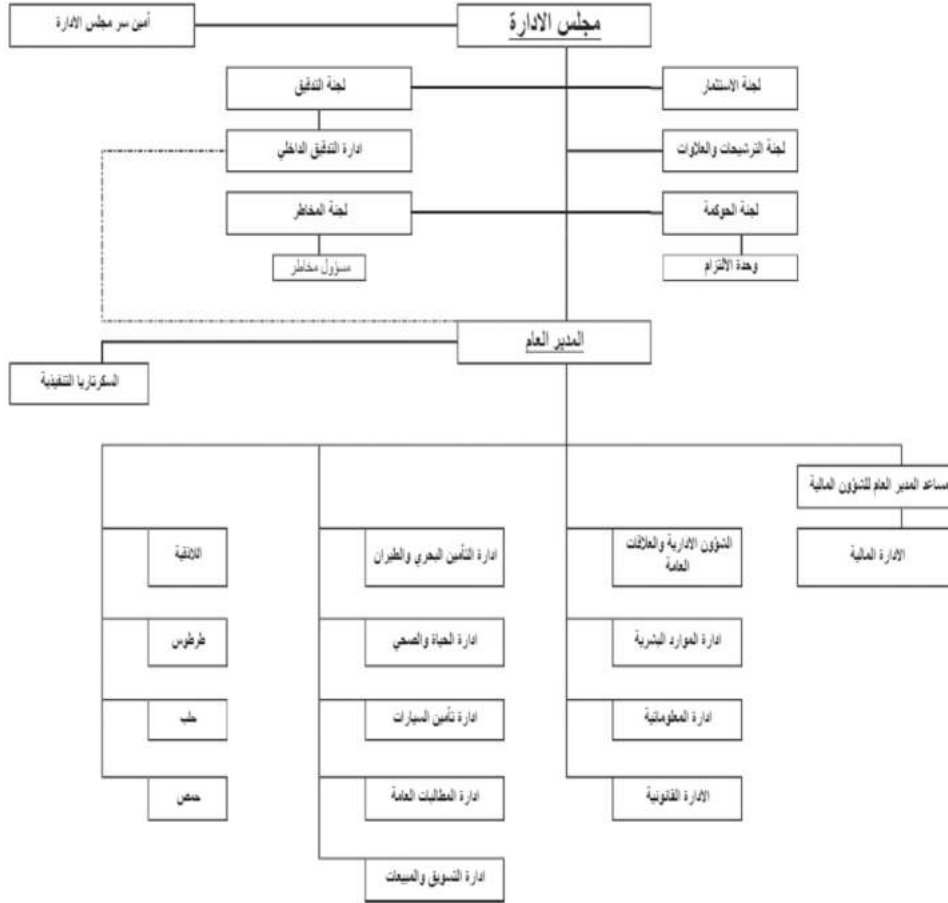 مجلس الادارة
أمين سر مجلس الادارة
لجنة الاستثمار
لجنة التدقيق
لجنة الترشيحات والعلاوات
ادارة التدقيق الداخلي
لجنة الحوكمة
لجنة المخاطر
وحدة الالتزام
مسؤول مخاطر
المدير العام
السكرتاريا التنفيذية
مساعد المدير العام للشؤون المالية
الادارة المالية
الشؤون الادارية والعلاقات
العامة
ادارة الموارد البشرية
ادارة المعلوماتية
الادارة القانونية
ادارة التأمين البحري والطيران
ادارة الحياة والصحي
ادارة تأمين السيارات
ادارة المطالبات العامة
ادارة التسويق والمبيعات
اللاذقية
طرطوس
حلب
حمص